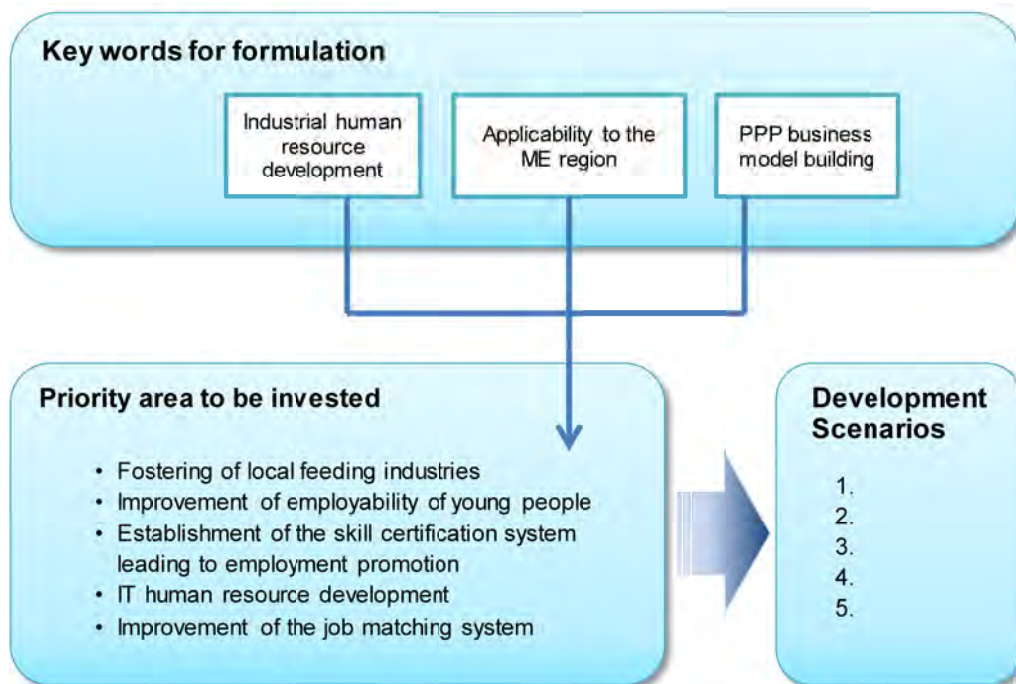 Key words for formulation
Industrial human
resource
development
Applicability to the
ME region
PPP business
model building
Priority area to be invested
• Fostering of local feeding industries
• Improvement of employability of young people
• Establishment of the skill certification system
leading to employment promotion
• IT human resource development
• Improvement of the job matching system
Development
Scenarios
1.
2.
3.
4.
5.